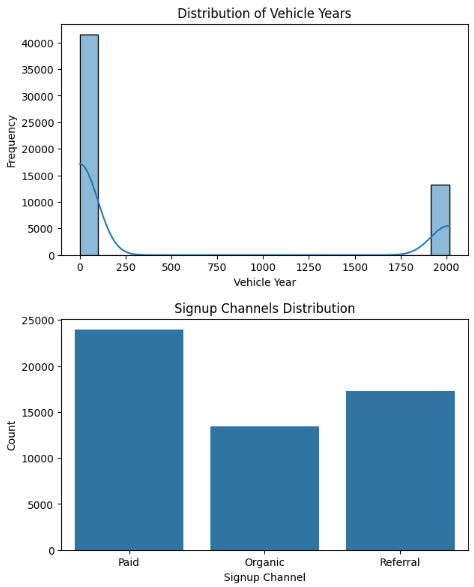 Distribution of Vehicle Years
40000
35000
30000
25000
20000
15000
10000
5000
0
Frequency
0 250 500 750 1000 1250 1500 1750 2000
Vehicle Year
Signup Channels Distribution
25000
20000
15000
10000
5000
0
Count
Paid Organic Referral
Signup Channel